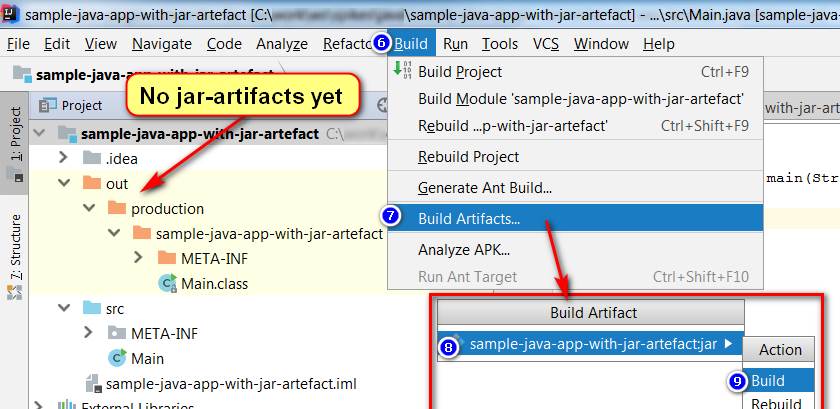 sample-java-app-with-jar-artefact [C:\ \sample-java-app-with-jar-artefact] - ...\src\Main.java [sample-ja
File Edit View Navigate Code Analyze Refacto 6 Build Run Tools VCS Window Help
sample-java-app-with-jar-artefact
Project
No jar-artifacts yet
sample-java-app-with-jar-artefact C:\
.idea
out
production
sample-java-app-with-jar-artefact
META-INF
Main.class
src
META-INF
Main
sample-java-app-with-jar-artefact.iml
External Libraries
1: Project
7: Structure
Build Project Ctrl+F9
Build Module 'sample-java-app-with-jar-artefact'
Rebuild ...p-with-jar-artefact' Ctrl+Shift+F9
Rebuild Project
Generate Ant Build...
7 Build Artifacts...
Analyze APK...
Run Ant Target Ctrl+Shift+F10
-with-jar-artefact
main(Str
Build Artifact
8 sample-java-app-with-jar-artefact:jar
Action
9 Build
Rebuild